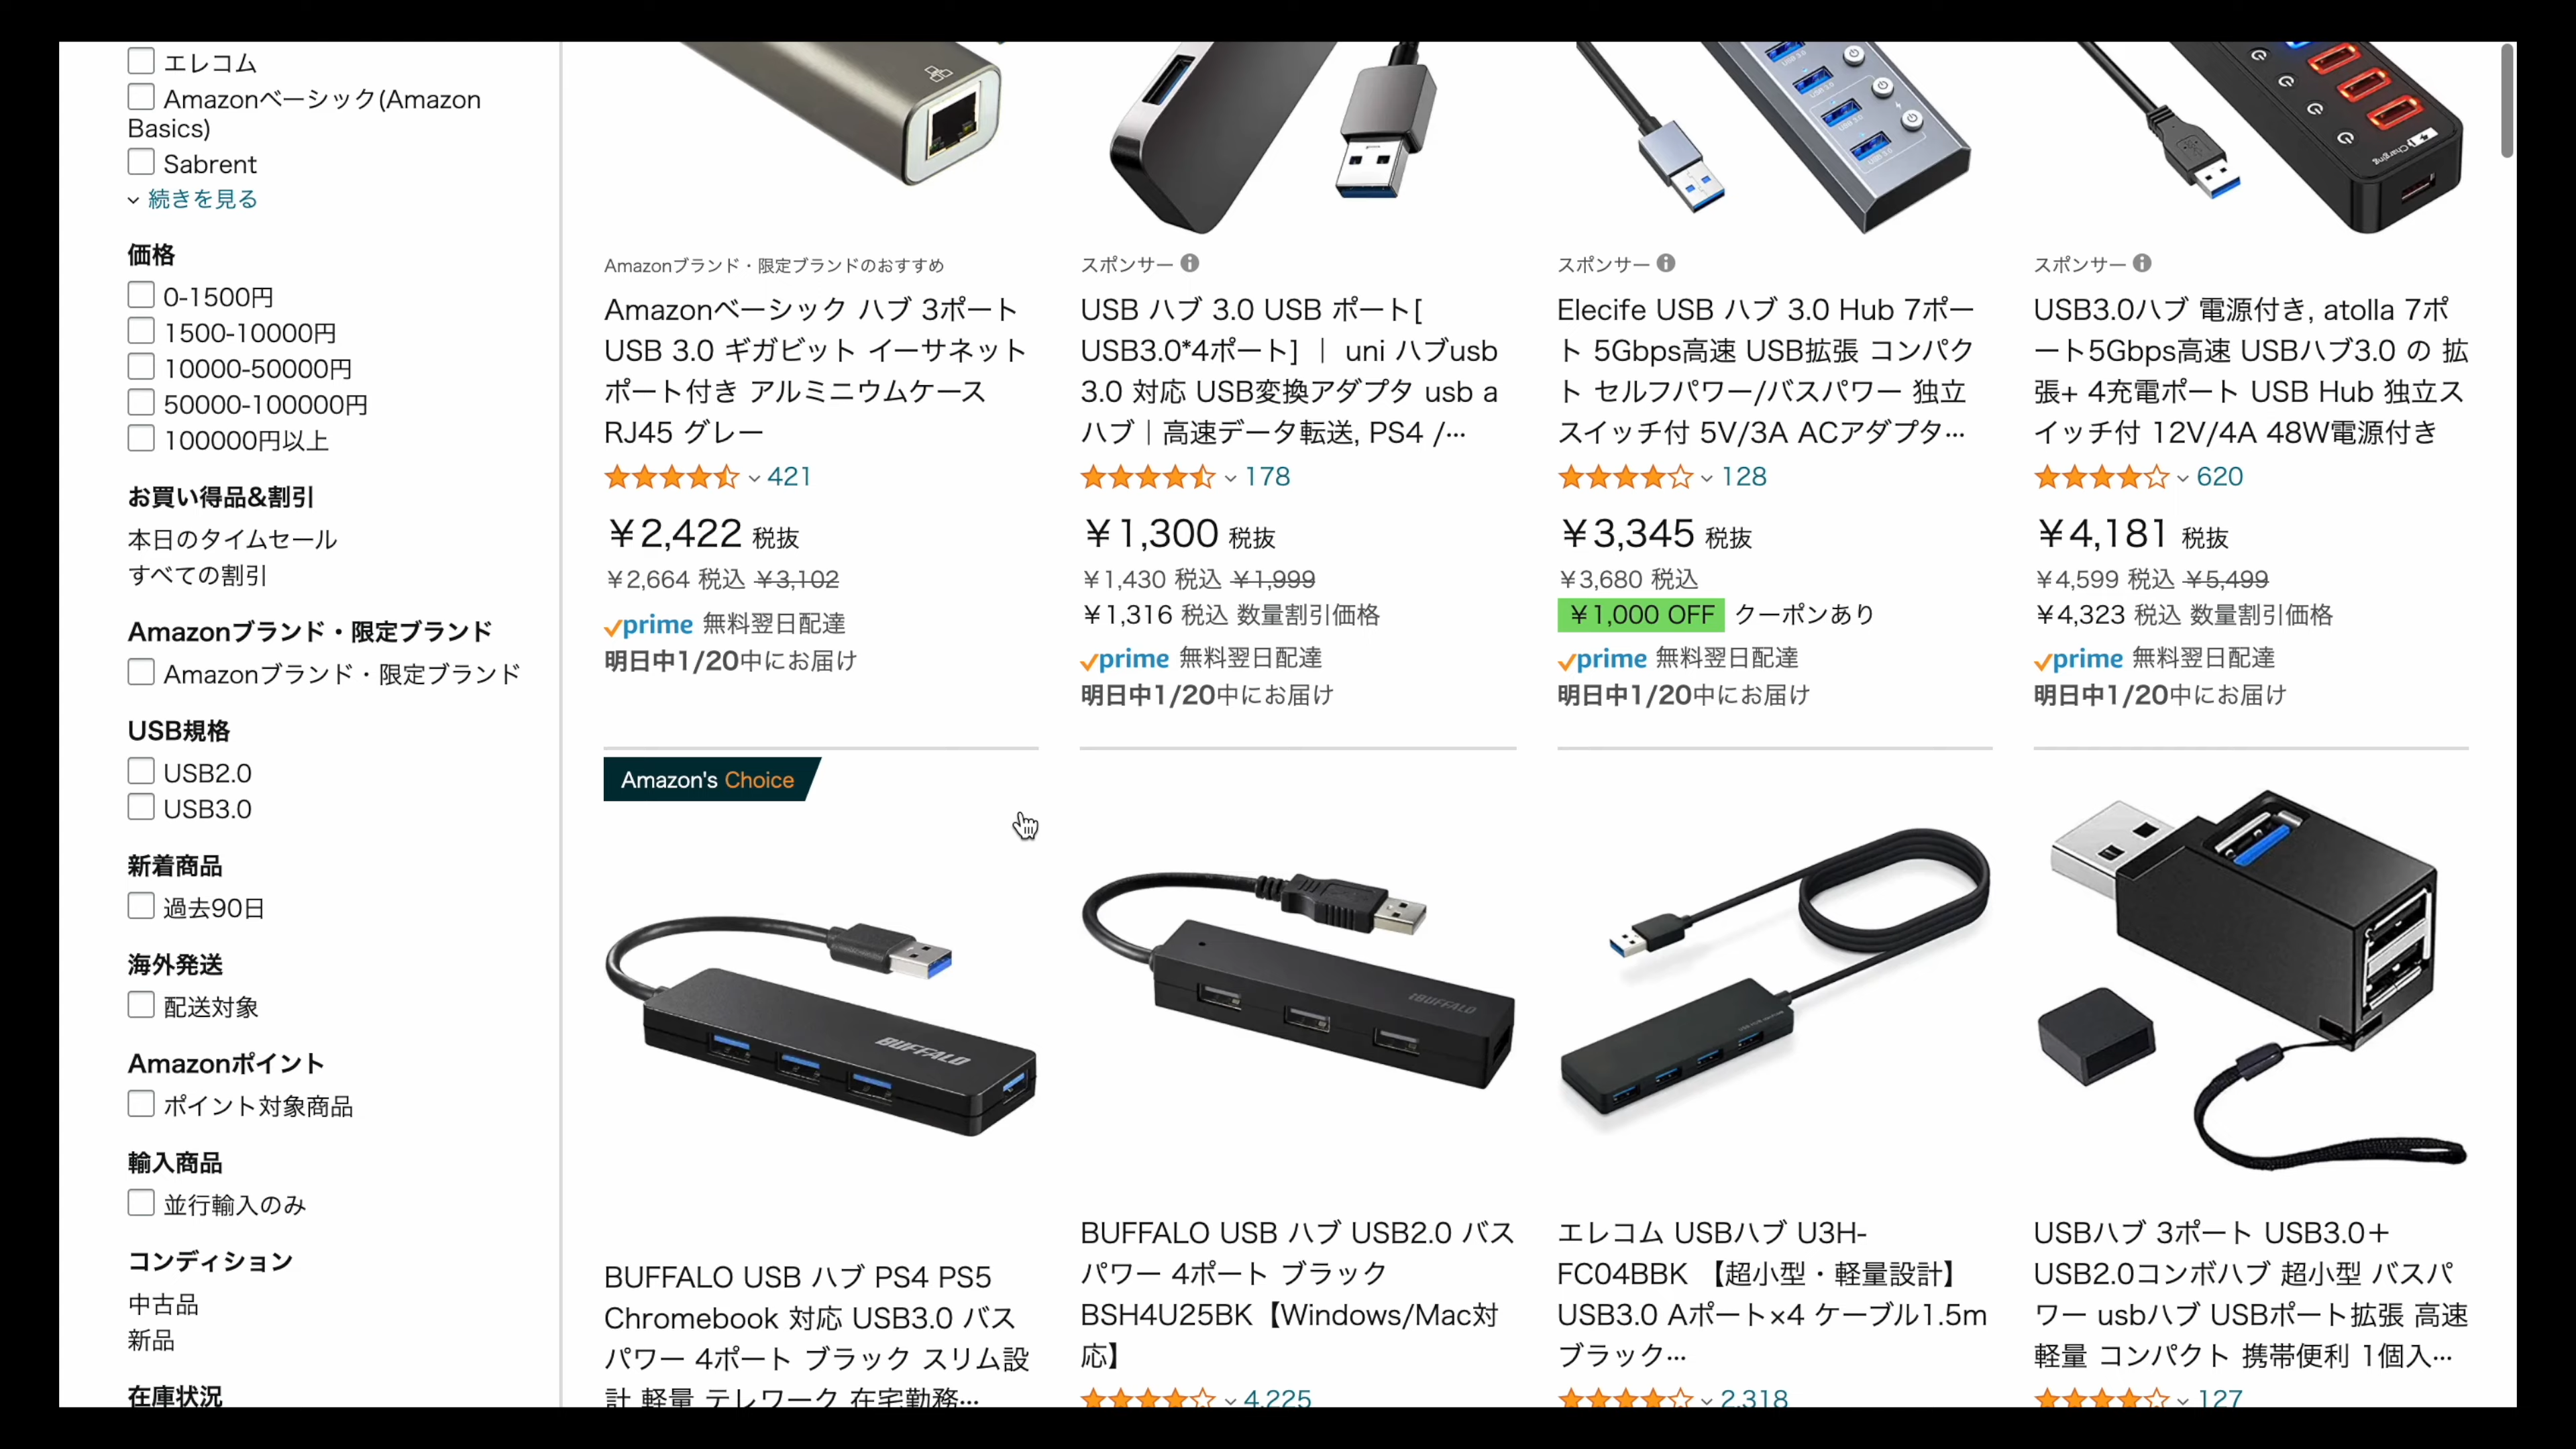 エレコム
Amazonベーシック(Amazon
Basics)
Sabrent
続きを見る
価格
0-1500円
1500-10000円
10000-50000円
50000-100000円
100000円以上
お買い得品&割引
本日のタイムセール
すべての割引
Amazonブランド・限定ブランド
Amazonブランド・限定ブランド
USB規格
USB2.0
USB3.0
新着商品
過去90日
海外発送
配送対象
Amazonポイント
ポイント対象商品
輸入商品
並行輸入のみ
コンディション
中古品
新品
在庫状況
Amazonブランド・限定ブランドのおすすめ
Amazonベーシック ハブ 3ポート
USB 3.0 ギガビット イーサネット
ポート付き アルミニウムケース
RJ45 グレー
421
￥2,422 税抜
￥2,664 税込 ￥3,102
prime 無料翌日配達
明日中1/20中にお届け
スポンサー
USB ハブ 3.0 USB ポート[
USB3.0*4ポート] ｜ uni ハブusb
3.0 対応 USB変換アダプタ usb a
ハブ｜高速データ転送, PS4 /…
178
￥1,300 税抜
￥1,430 税込 ￥1,999
￥1,316 税込 数量割引価格
prime 無料翌日配達
明日中1/20中にお届け
スポンサー
Elecife USB ハブ 3.0 Hub 7ポー
ト 5Gbps高速 USB拡張 コンパク
ト セルフパワー/バスパワー 独立
スイッチ付 5V/3A ACアダプタ…
128
￥3,345 税抜
￥3,680 税込
￥1,000 OFF クーポンあり
prime 無料翌日配達
明日中1/20中にお届け
Charging
スポンサー
USB3.0ハブ 電源付き, atolla 7ポ
ート5Gbps高速 USBハブ3.0 の 拡
張+ 4充電ポート USB Hub 独立ス
イッチ付 12V/4A 48W電源付き
620
￥4,181 税抜
￥4,599 税込 ￥5,499
￥4,323 税込 数量割引価格
prime 無料翌日配達
明日中1/20中にお届け
Amazon's Choice
BUFFALO
BUFFALO USB ハブ PS4 PS5
Chromebook 対応 USB3.0 バス
パワー 4ポート ブラック スリム設
計 軽量 テレワーク 在宅勤務…
BUFFALO
BUFFALO USB ハブ USB2.0 バス
パワー 4ポート ブラック
BSH4U25BK【Windows/Mac対
応】
4,225
エレコム USBハブ U3H-
FC04BBK 【超小型・軽量設計】
USB3.0 Aポート×4 ケーブル1.5m
ブラック…
2,318
USBハブ 3ポート USB3.0＋
USB2.0コンボハブ 超小型 バスパ
ワー usbハブ USBポート拡張 高速
軽量 コンパクト 携帯便利 1個入…
127